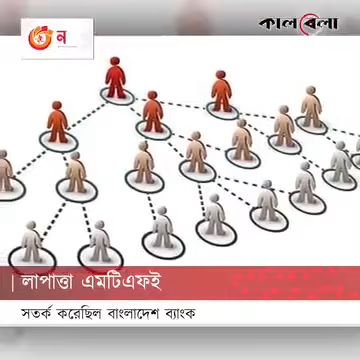 ন
কালবেলা
লাপাত্তা এমটিএফই
সতর্ক করেছিল বাংলাদেশ ব্যাংক